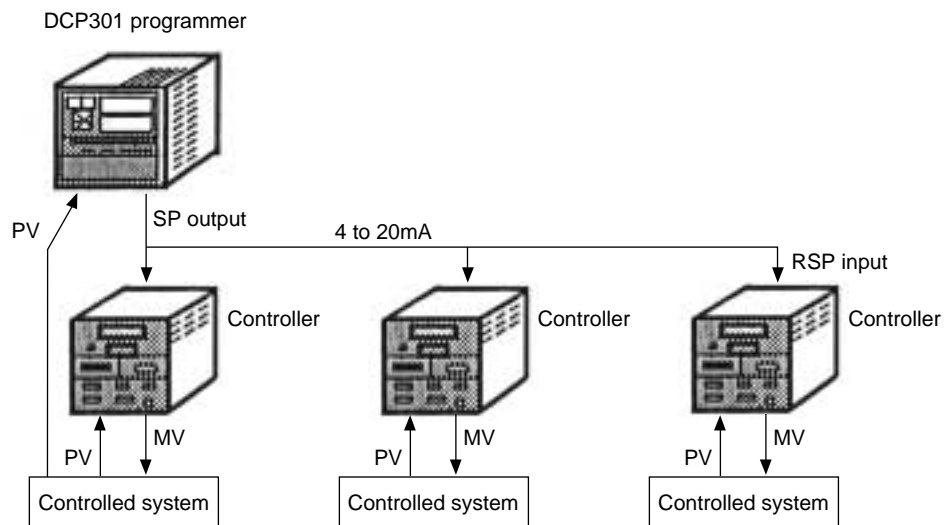 DCP301 programmer
PV
SP output
4 to 20mA
RSP input
Controller
Controller
Controller
PV
MV
PV
MV
PV
MV
Controlled system
Controlled system
Controlled system